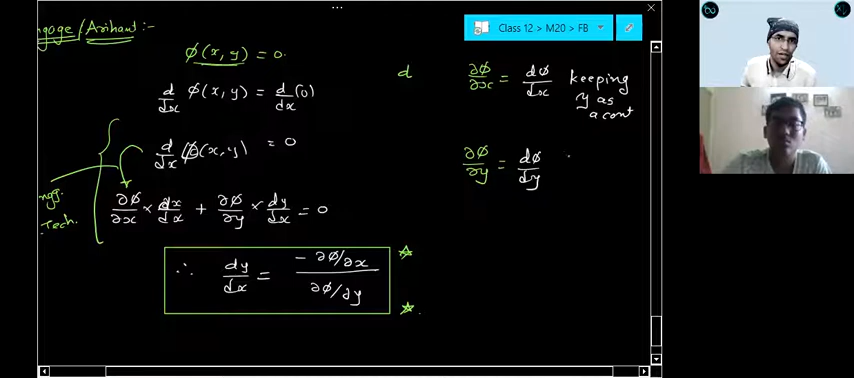 Class 12 > M20 > FB
ngage / Arihant :-
φ(x, y) = 0.
d/dx φ(x, y) = d/dx (0)
d/dx (φ(x, y)) = 0
∂φ/∂x × dx/dx + ∂φ/∂y × dy/dx = 0
ngg.
Tech.
∴ dy/dx = - ∂φ/∂x / ∂φ/∂y
d
∂φ/∂x = dφ/dx keeping
y as
a cont
∂φ/∂y = dφ/dy